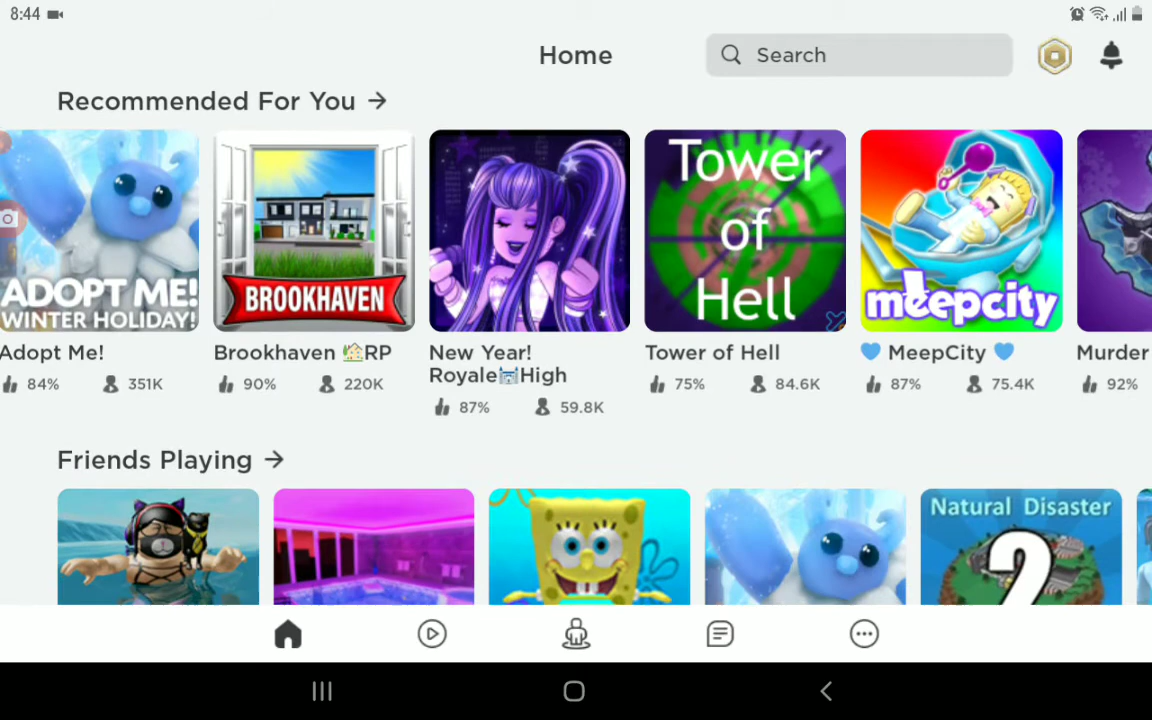 8:44
Home
Search
Recommended For You →
ADOPT ME!
WINTER HOLIDAY!
BROOKHAVEN
Tower
of
Hell
meepcity
Adopt Me!
84% 351K
Brookhaven 🏡RP
90% 220K
New Year!
Royale🏰High
87% 59.8K
Tower of Hell
75% 84.6K
💙 MeepCity 💙
87% 75.4K
Murder
92%
Friends Playing →
Natural Disaster
2